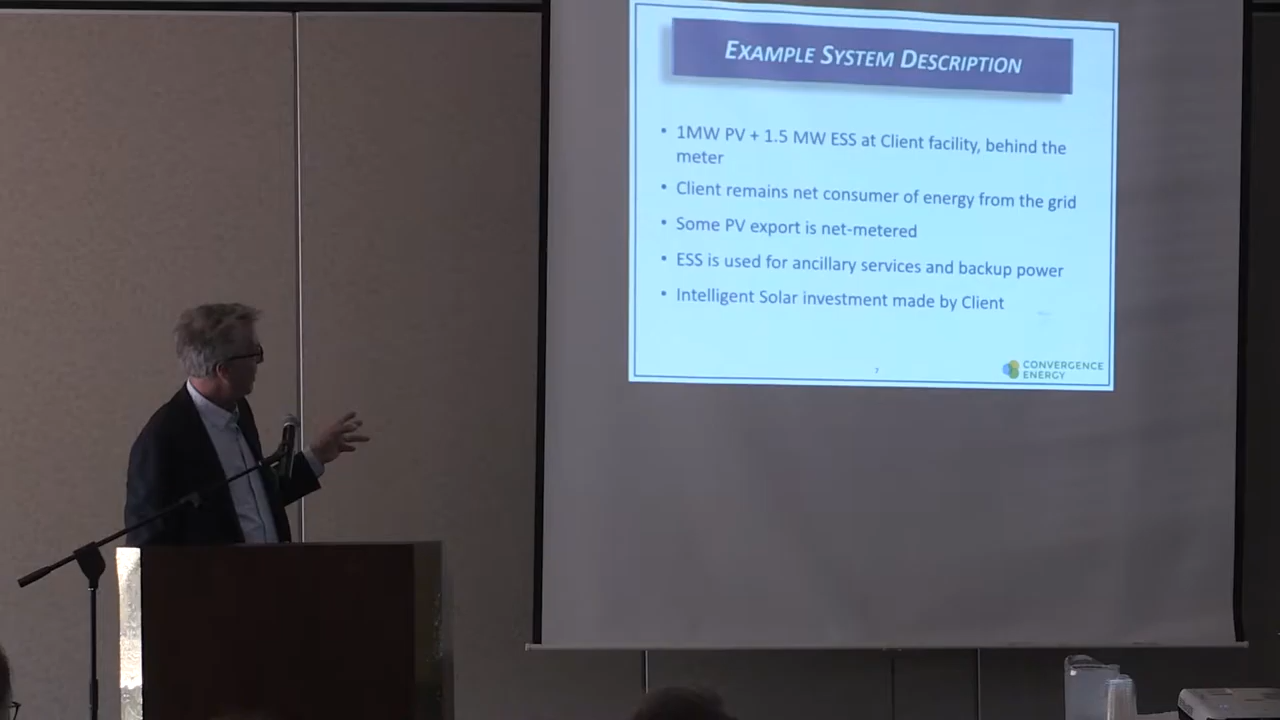 EXAMPLE SYSTEM DESCRIPTION
• 1MW PV + 1.5 MW ESS at Client facility, behind the
meter
• Client remains net consumer of energy from the grid
• Some PV export is net-metered
• ESS is used for ancillary services and backup power
• Intelligent Solar investment made by Client
7
CONVERGENCE
ENERGY